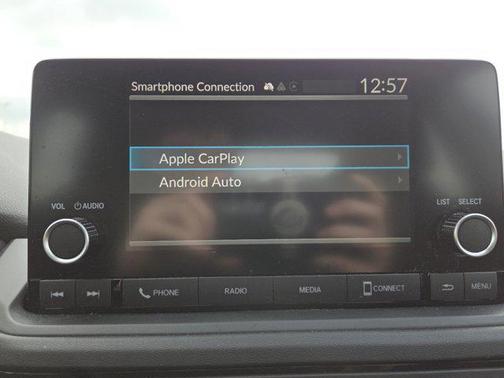 Smartphone Connection 12:57
Apple CarPlay
Android Auto
VOL AUDIO
LIST SELECT
PHONE RADIO MEDIA CONNECT MENU